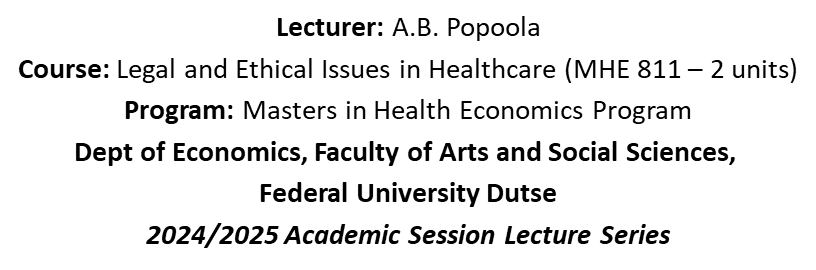 Lecturer: A.B. Popoola
Course: Legal and Ethical Issues in Healthcare (MHE 811 – 2 units)
Program: Masters in Health Economics Program
Dept of Economics, Faculty of Arts and Social Sciences,
Federal University Dutse
2024/2025 Academic Session Lecture Series